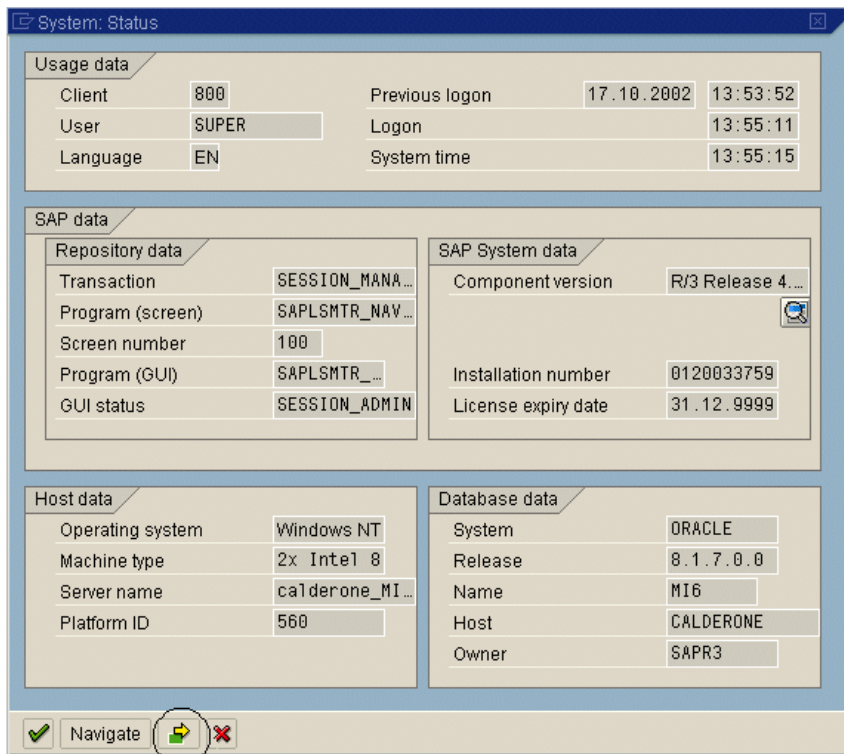 System: Status
Usage data
Client 800 Previous logon 17.10.2002 13:53:52
User SUPER Logon 13:55:11
Language EN System time 13:55:15
SAP data
Repository data
Transaction SESSION_MANA...
Program (screen) SAPLSMTR_NAV...
Screen number 100
Program (GUI) SAPLSMTR_...
GUI status SESSION_ADMIN
SAP System data
Component version R/3 Release 4....
Installation number 0120033759
License expiry date 31.12.9999
Host data
Operating system Windows NT
Machine type 2x Intel 8
Server name calderone_MI...
Platform ID 560
Database data
System ORACLE
Release 8.1.7.0.0
Name MI6
Host CALDERONE
Owner SAPR3
Navigate